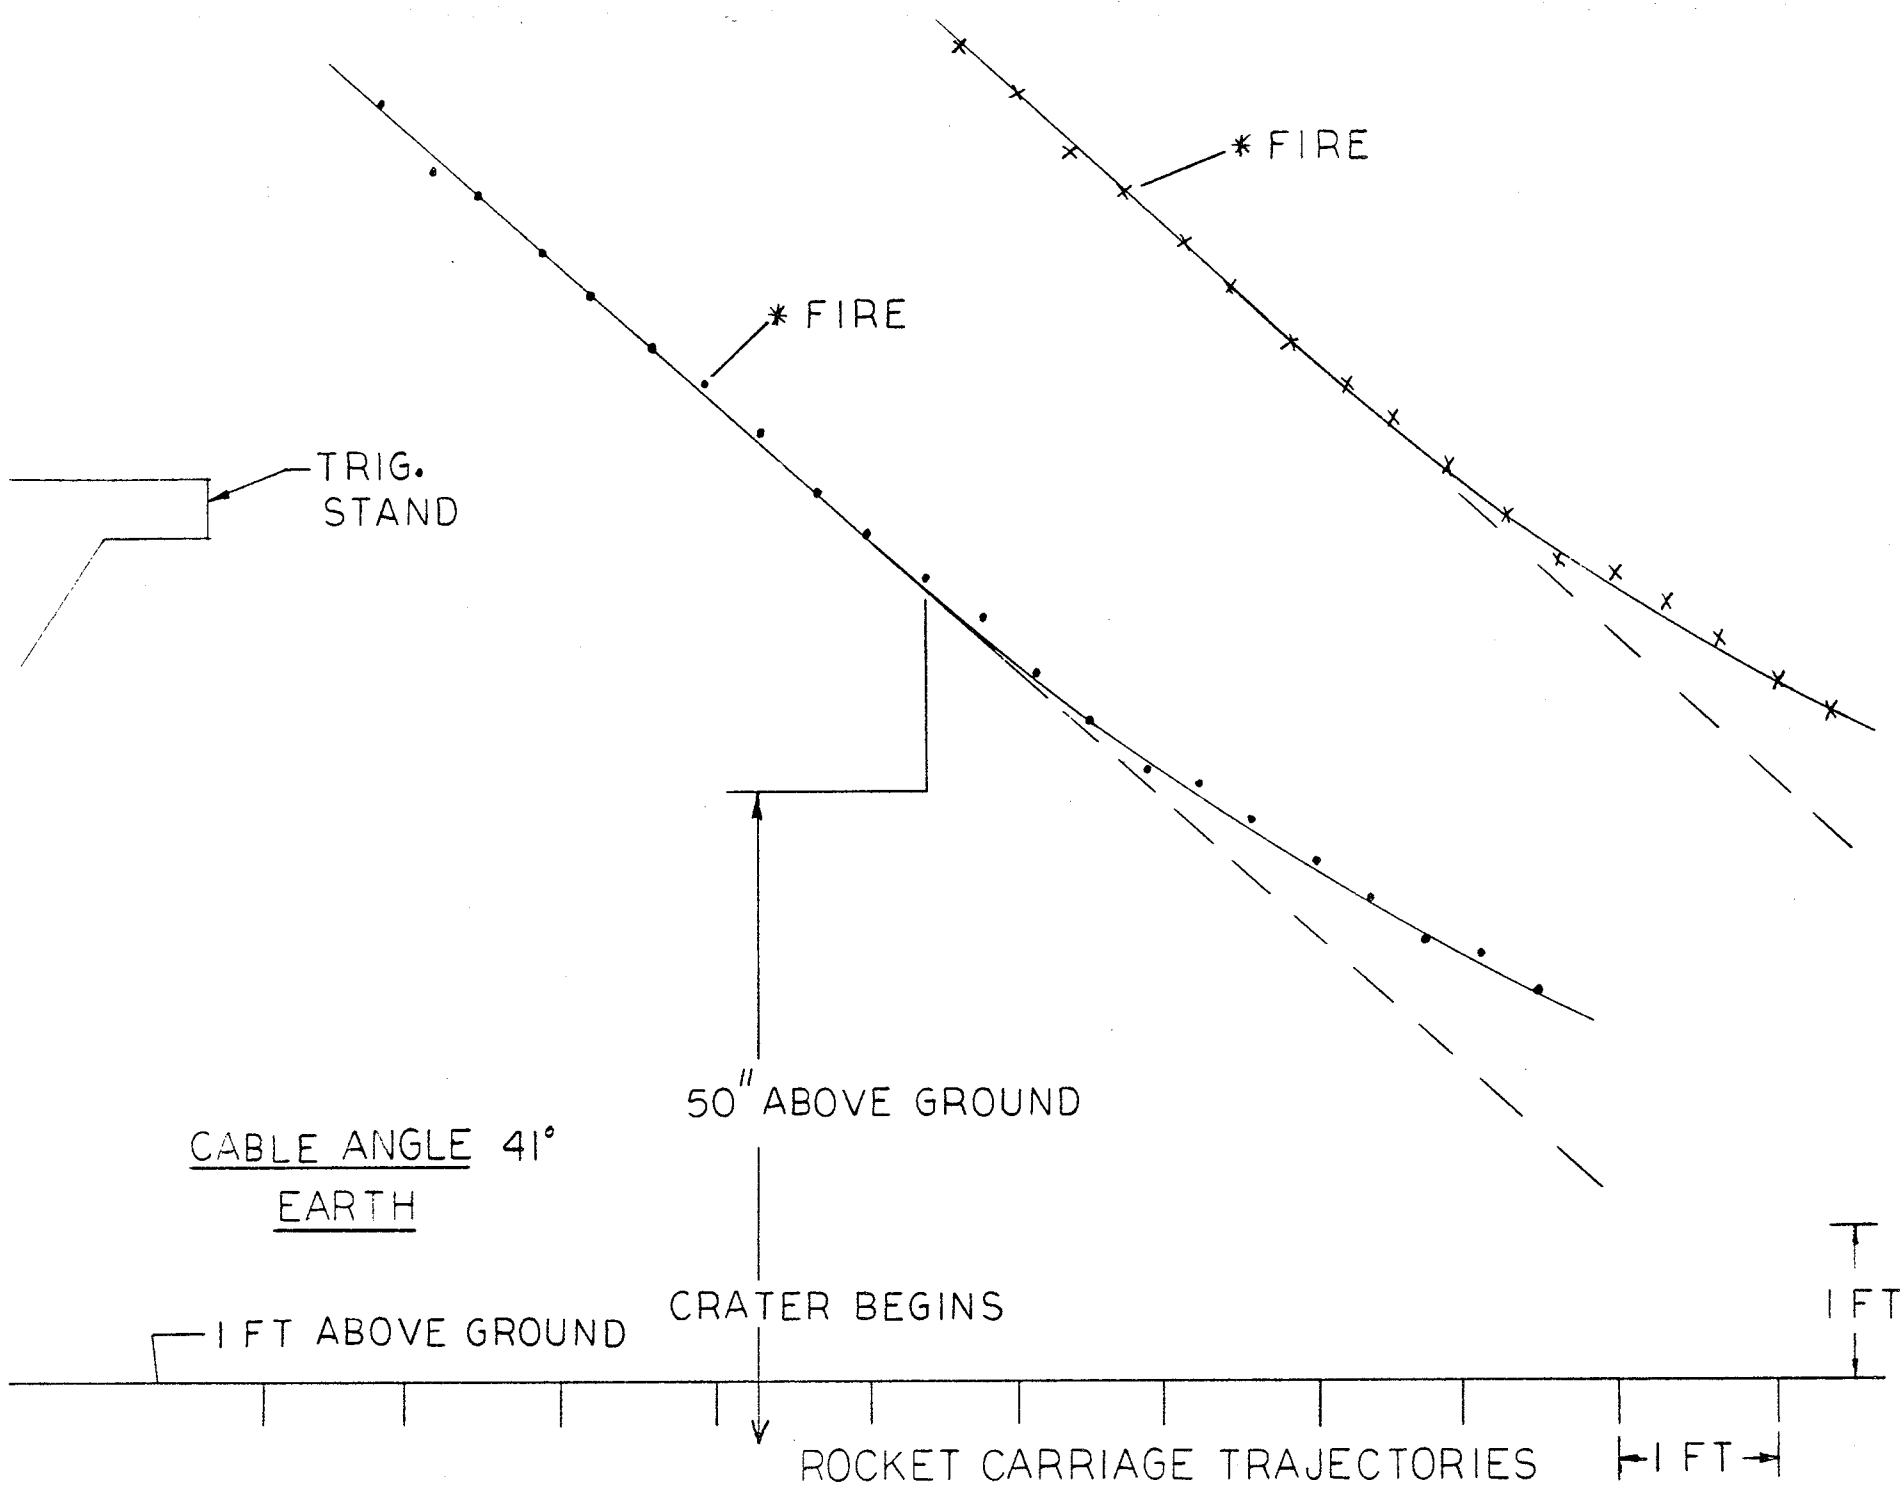 * FIRE
* FIRE
TRIG.
STAND
50" ABOVE GROUND
CABLE ANGLE 41°
EARTH
1 FT
CRATER BEGINS
1 FT ABOVE GROUND
ROCKET CARRIAGE TRAJECTORIES
1 FT